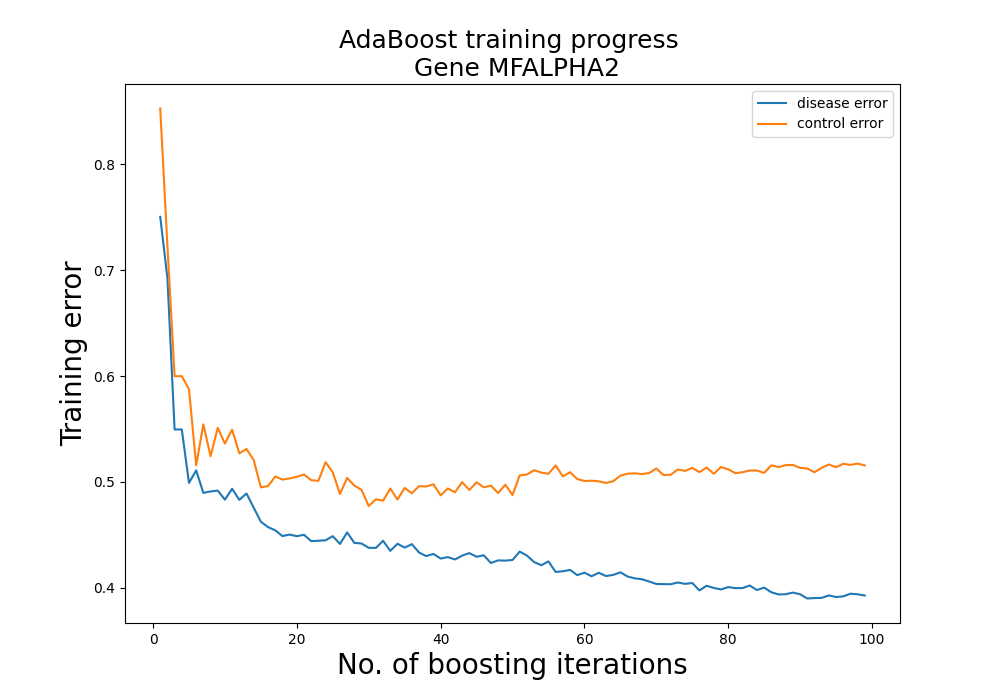 AdaBoost training progress
Gene MFALPHA2
disease error
control error
Training error
0.8
0.7
0.6
0.5
0.4
0
20
40
60
80
100
No. of boosting iterations